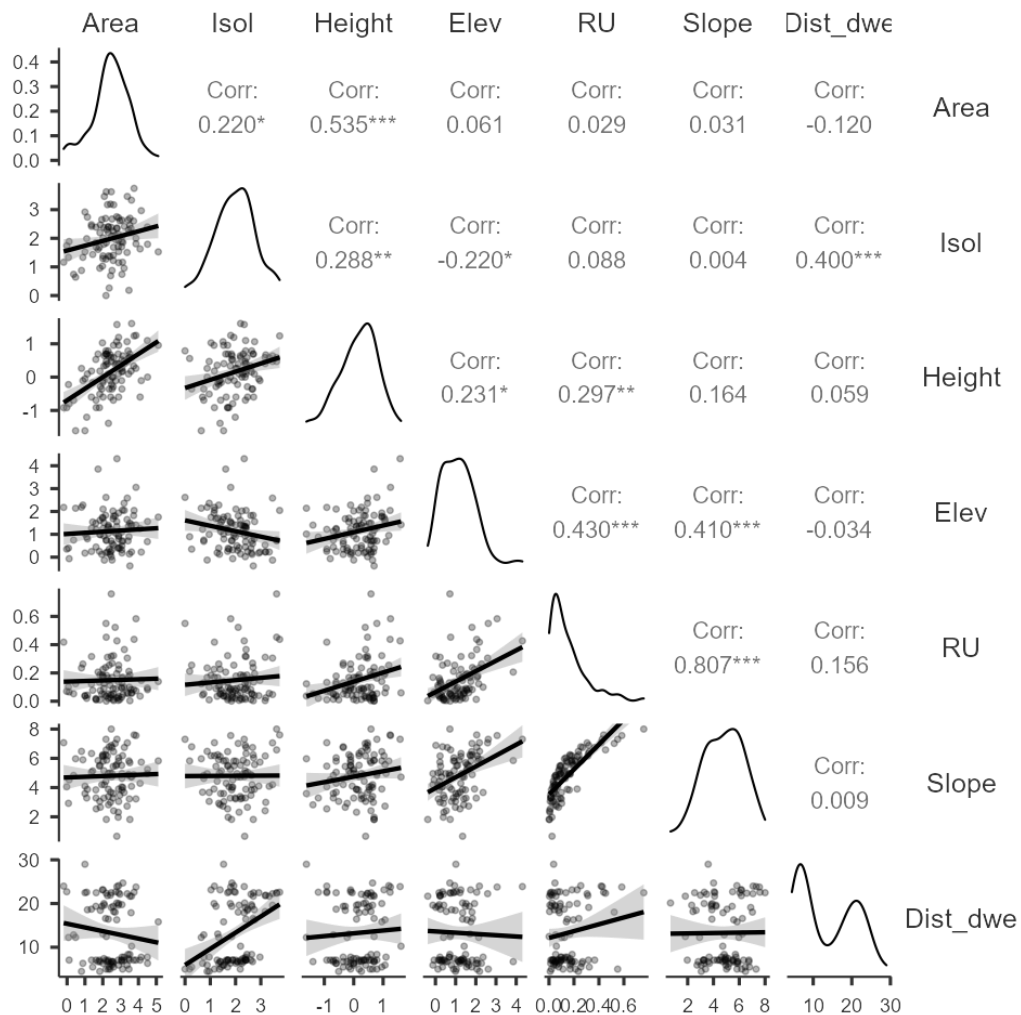 Area Isol Height Elev RU Slope Dist_dwe
0.4
0.3
0.2
0.1
0.0
Corr: Corr: Corr: Corr: Corr: Corr:
0.220* 0.535*** 0.061 0.029 0.031 -0.120
Area
3
2
1
0
Corr: Corr: Corr: Corr: Corr:
0.288** -0.220* 0.088 0.004 0.400***
Isol
1
0
-1
Corr: Corr: Corr: Corr:
0.231* 0.297** 0.164 0.059
Height
4
3
2
1
0
Corr: Corr: Corr:
0.430*** 0.410*** -0.034
Elev
0.6
0.4
0.2
0.0
Corr: Corr:
0.807*** 0.156
RU
8
6
4
2
Corr:
0.009
Slope
30
20
10
Dist_dwe
0 1 2 3 4 5 0 1 2 3 -1 0 1 0 1 2 3 4 0.0 0.2 0.4 0.6 2 4 6 8 10 20 30